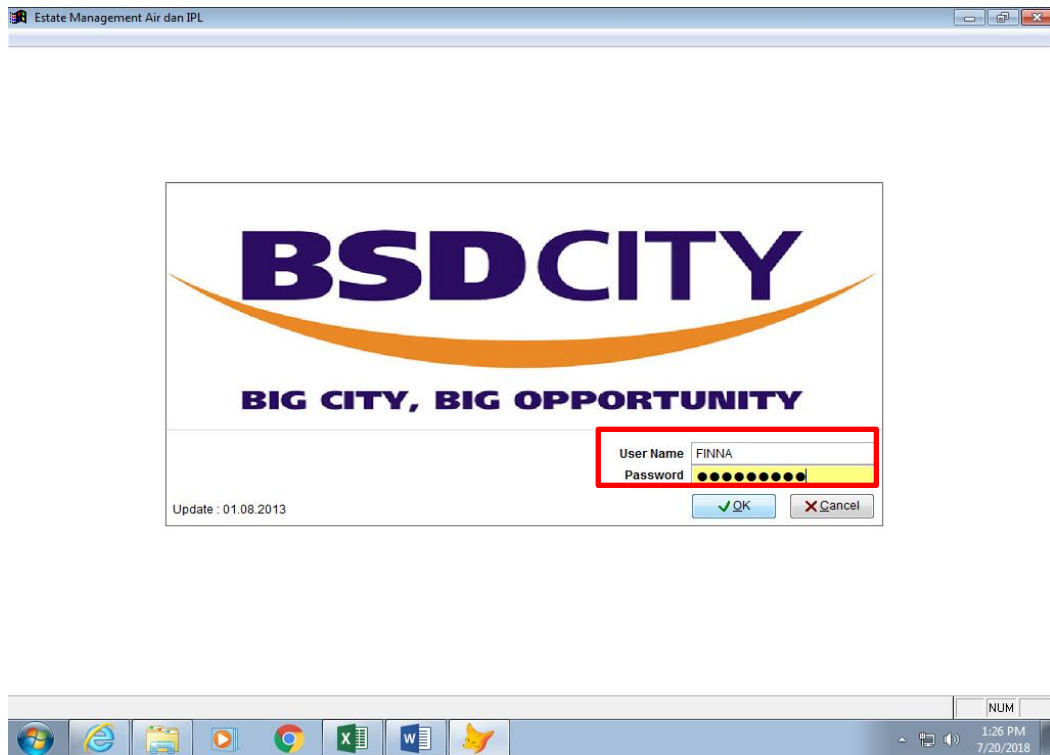 Estate Management Air dan IPL
BSDCITY
BIG CITY, BIG OPPORTUNITY
User Name FINNA
Password ●●●●●●●●●
Update : 01.08.2013
OK
Cancel
NUM
1:26 PM
7/20/2018